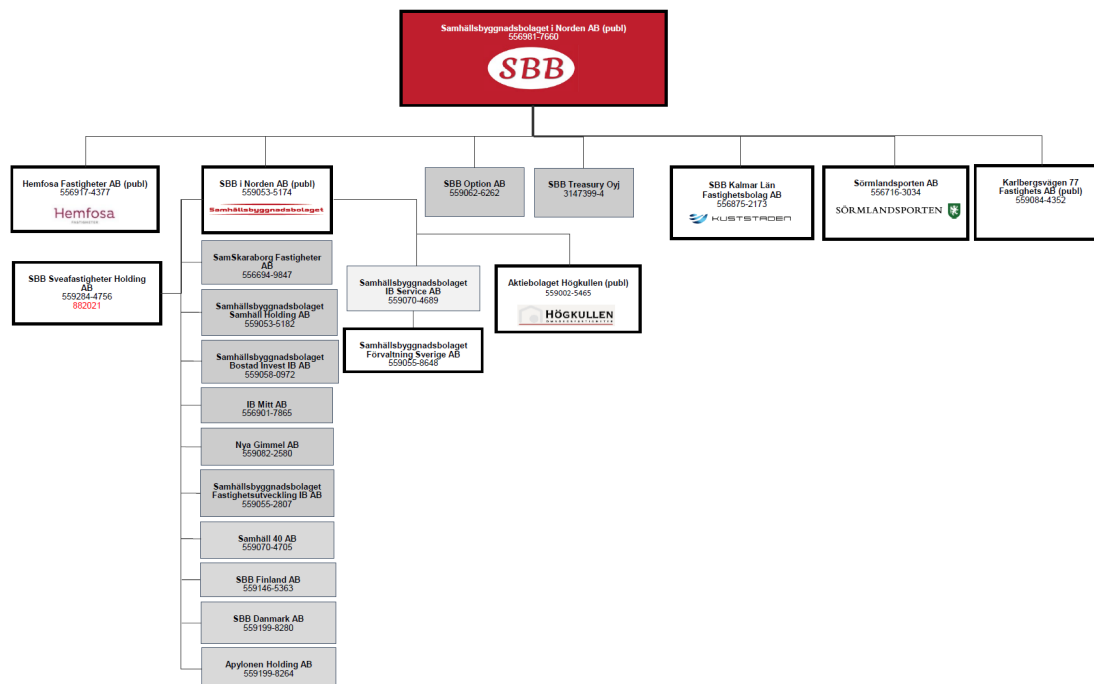 Samhällsbyggnadsbolaget i Norden AB (publ)
556981-7660
SBB
Hemfosa Fastigheter AB (publ)
556917-4377
Hemfosa
FASTIGHETER
SBB i Norden AB (publ)
559053-5174
Samhällsbyggnadsbolaget
SBB Option AB
559062-6262
SBB Treasury Oyj
3147399-4
SBB Kalmar Län
Fastighetsbolag AB
556875-2173
KUSTSTADEN
Sörmlandsporten AB
556716-3034
SÖRMLANDSPORTEN
Karlbergsvägen 77
Fastighets AB (publ)
559084-4352
SBB Sveafastigheter Holding
AB
559284-4756
882021
SamSkaraborg Fastigheter
AB
556694-9847
Samhällsbyggnadsbolaget
Samhäll Holding AB
559053-5182
Samhällsbyggnadsbolaget
Bostad Invest IB AB
559058-0972
IB Mitt AB
556901-7865
Nya Gimmel AB
559082-2580
Samhällsbyggnadsbolaget
Fastighetsutveckling IB AB
559055-2807
Samhäll 40 AB
559070-4705
SBB Finland AB
559146-5363
SBB Danmark AB
559199-8280
Apylonen Holding AB
559199-8264
Samhällsbyggnadsbolaget
IB Service AB
559070-4689
Samhällsbyggnadsbolaget
Förvaltning Sverige AB
559055-8648
Aktiebolaget Högkullen (publ)
559002-5465
HÖGKULLEN